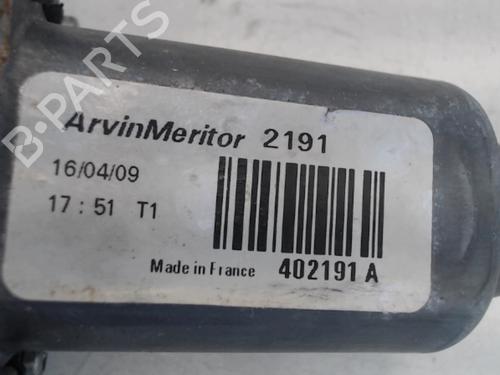 B-PARTS
ArvinMeritor 2191
16/04/09
17 : 51 T1
Made in France 402191 A